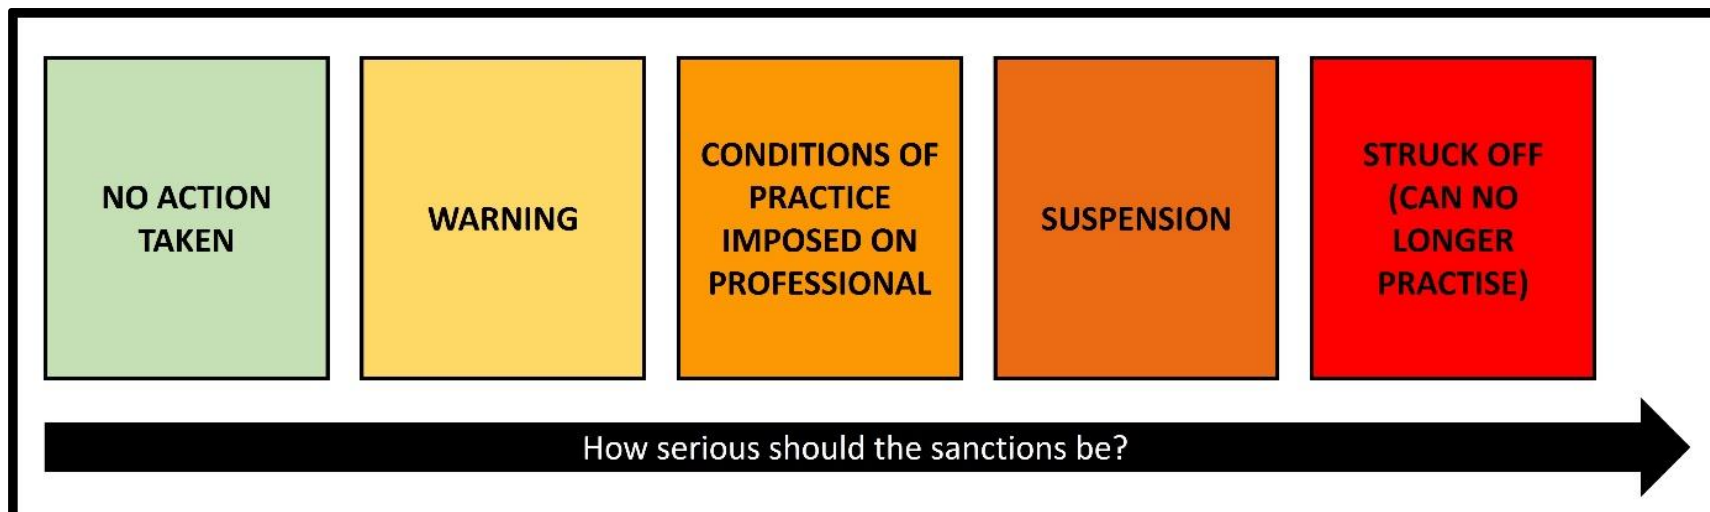 NO ACTION
TAKEN
WARNING
CONDITIONS OF
PRACTICE
IMPOSED ON
PROFESSIONAL
SUSPENSION
STRUCK OFF
(CAN NO
LONGER
PRACTISE)
How serious should the sanctions be?